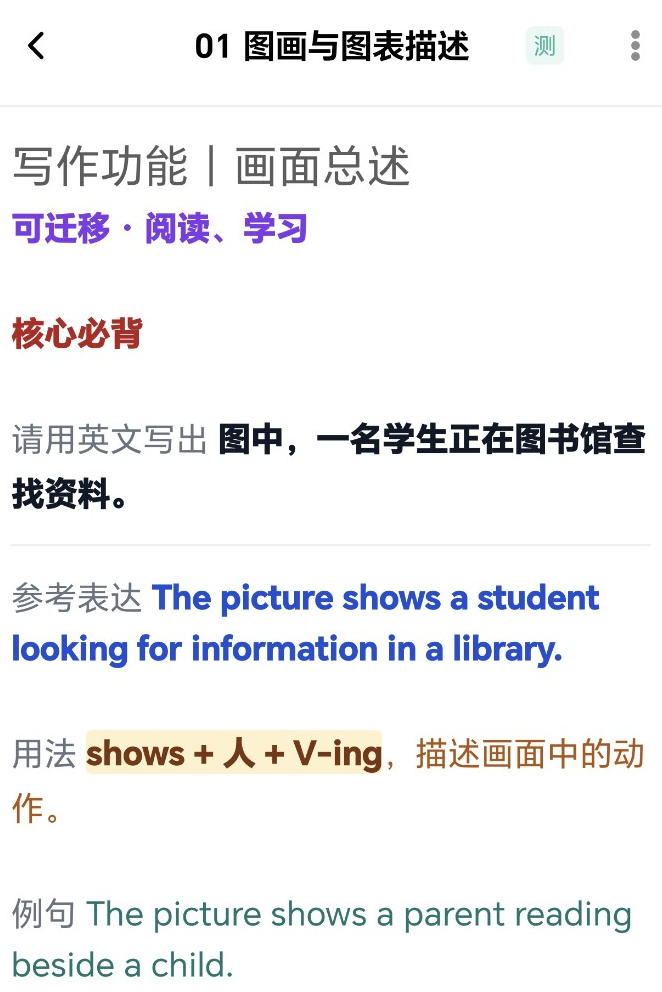 01 图画与图表描述 测
写作功能｜画面总述
可迁移 · 阅读、学习
核心必背
请用英文写出 图中，一名学生正在图书馆查
找资料。
参考表达 The picture shows a student
looking for information in a library.
用法 shows + 人 + V-ing，描述画面中的动
作。
例句 The picture shows a parent reading
beside a child.